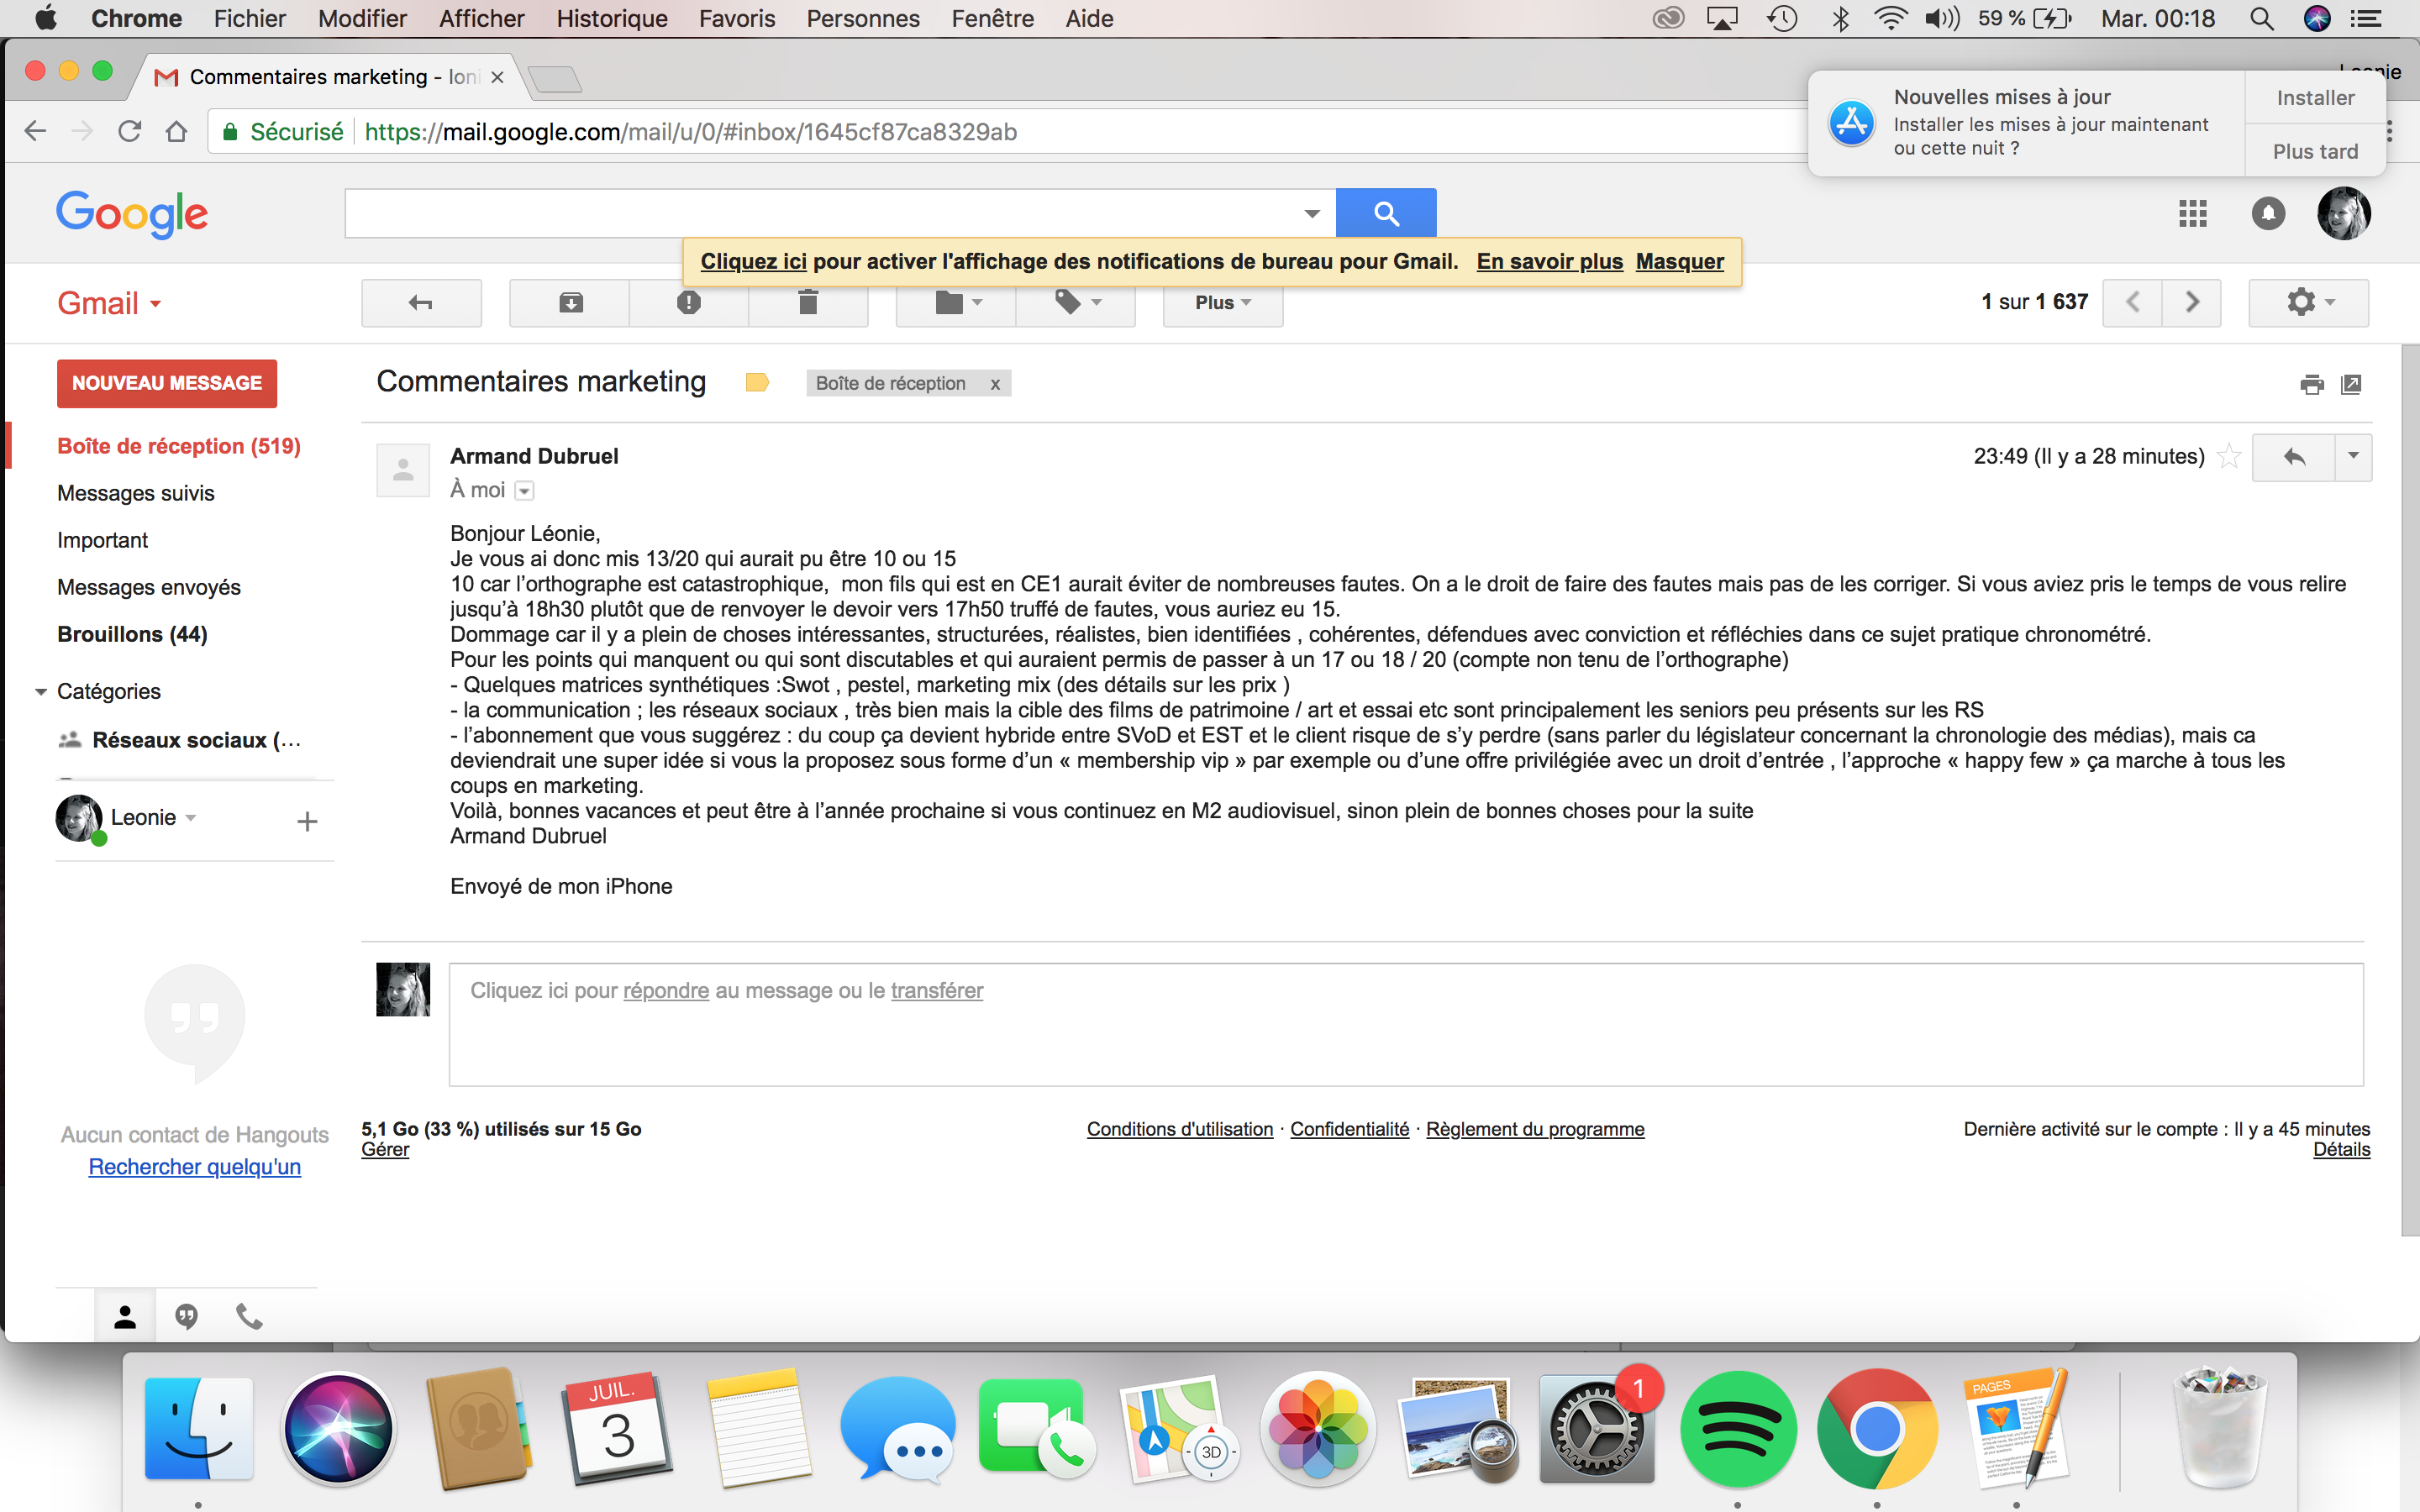 Chrome Fichier Modifier Afficher Historique Favoris Personnes Fenêtre Aide 59 % Mar. 00:18
Commentaires marketing - loni
Sécurisé https://mail.google.com/mail/u/0/#inbox/1645cf87ca8329ab
Nouvelles mises à jour
Installer les mises à jour maintenant
ou cette nuit ?
Installer
Plus tard
Google
Cliquez ici pour activer l'affichage des notifications de bureau pour Gmail. En savoir plus Masquer
Gmail
Plus
1 sur 1 637
NOUVEAU MESSAGE
Boîte de réception (519)
Messages suivis
Important
Messages envoyés
Brouillons (44)
Catégories
Réseaux sociaux (...
Leonie
Aucun contact de Hangouts
Rechercher quelqu'un
Commentaires marketing Boîte de réception x
Armand Dubruel 23:49 (Il y a 28 minutes)
À moi
Bonjour Léonie,
Je vous ai donc mis 13/20 qui aurait pu être 10 ou 15
10 car l’orthographe est catastrophique,  mon fils qui est en CE1 aurait éviter de nombreuses fautes. On a le droit de faire des fautes mais pas de les corriger. Si vous aviez pris le temps de vous relire
jusqu’à 18h30 plutôt que de renvoyer le devoir vers 17h50 truffé de fautes, vous auriez eu 15.
Dommage car il y a plein de choses intéressantes, structurées, réalistes, bien identifiées , cohérentes, défendues avec conviction et réfléchies dans ce sujet pratique chronométré.
Pour les points qui manquent ou qui sont discutables et qui auraient permis de passer à un 17 ou 18 / 20 (compte non tenu de l’orthographe)
- Quelques matrices synthétiques :Swot , pestel, marketing mix (des détails sur les prix )
- la communication ; les réseaux sociaux , très bien mais la cible des films de patrimoine / art et essai etc sont principalement les seniors peu présents sur les RS
- l’abonnement que vous suggérez : du coup ça devient hybride entre SVoD et EST et le client risque de s’y perdre (sans parler du législateur concernant la chronologie des médias), mais ca
deviendrait une super idée si vous la proposez sous forme d’un « membership vip » par exemple ou d’une offre privilégiée avec un droit d’entrée , l’approche « happy few » ça marche à tous les
coups en marketing.
Voilà, bonnes vacances et peut être à l’année prochaine si vous continuez en M2 audiovisuel, sinon plein de bonnes choses pour la suite
Armand Dubruel
Envoyé de mon iPhone
Cliquez ici pour répondre au message ou le transférer
5,1 Go (33 %) utilisés sur 15 Go
Gérer
Conditions d'utilisation · Confidentialité · Règlement du programme
Dernière activité sur le compte : Il y a 45 minutes
Détails
JUIL.
3
3D
1
PAGES